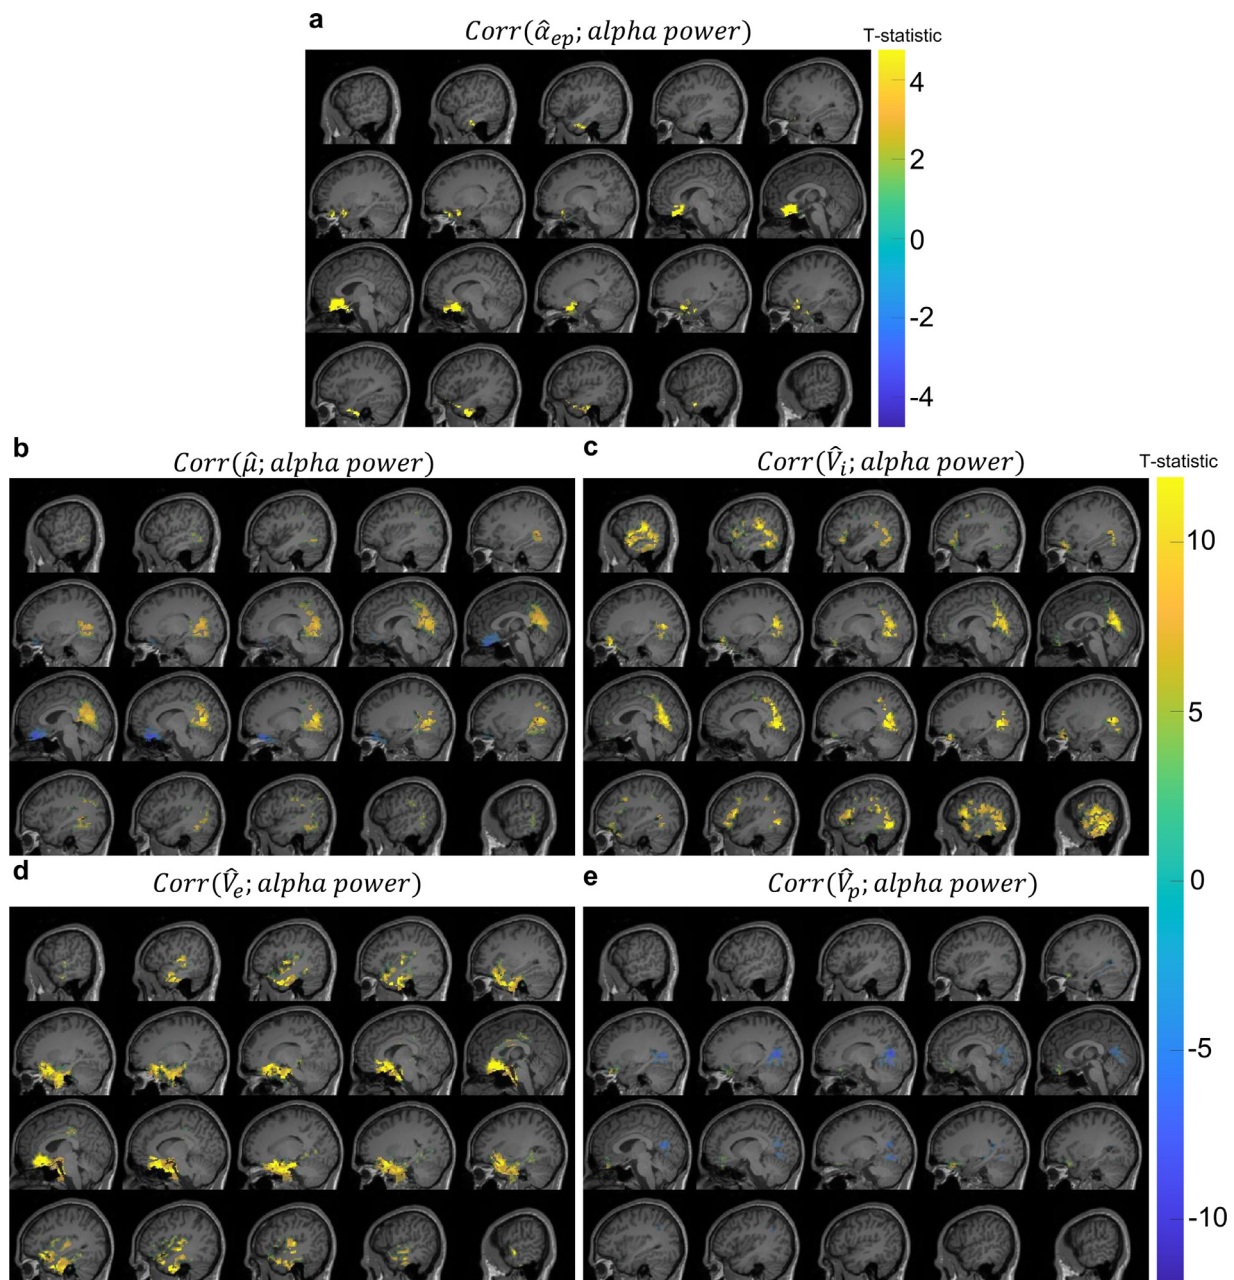 a
Corr(α̂ₑₚ; alpha power)
T-statistic
4
2
0
-2
-4
b
Corr(μ̂; alpha power)
c
Corr(V̂ᵢ; alpha power)
T-statistic
10
5
0
-5
-10
d
Corr(V̂ₑ; alpha power)
e
Corr(V̂ₚ; alpha power)